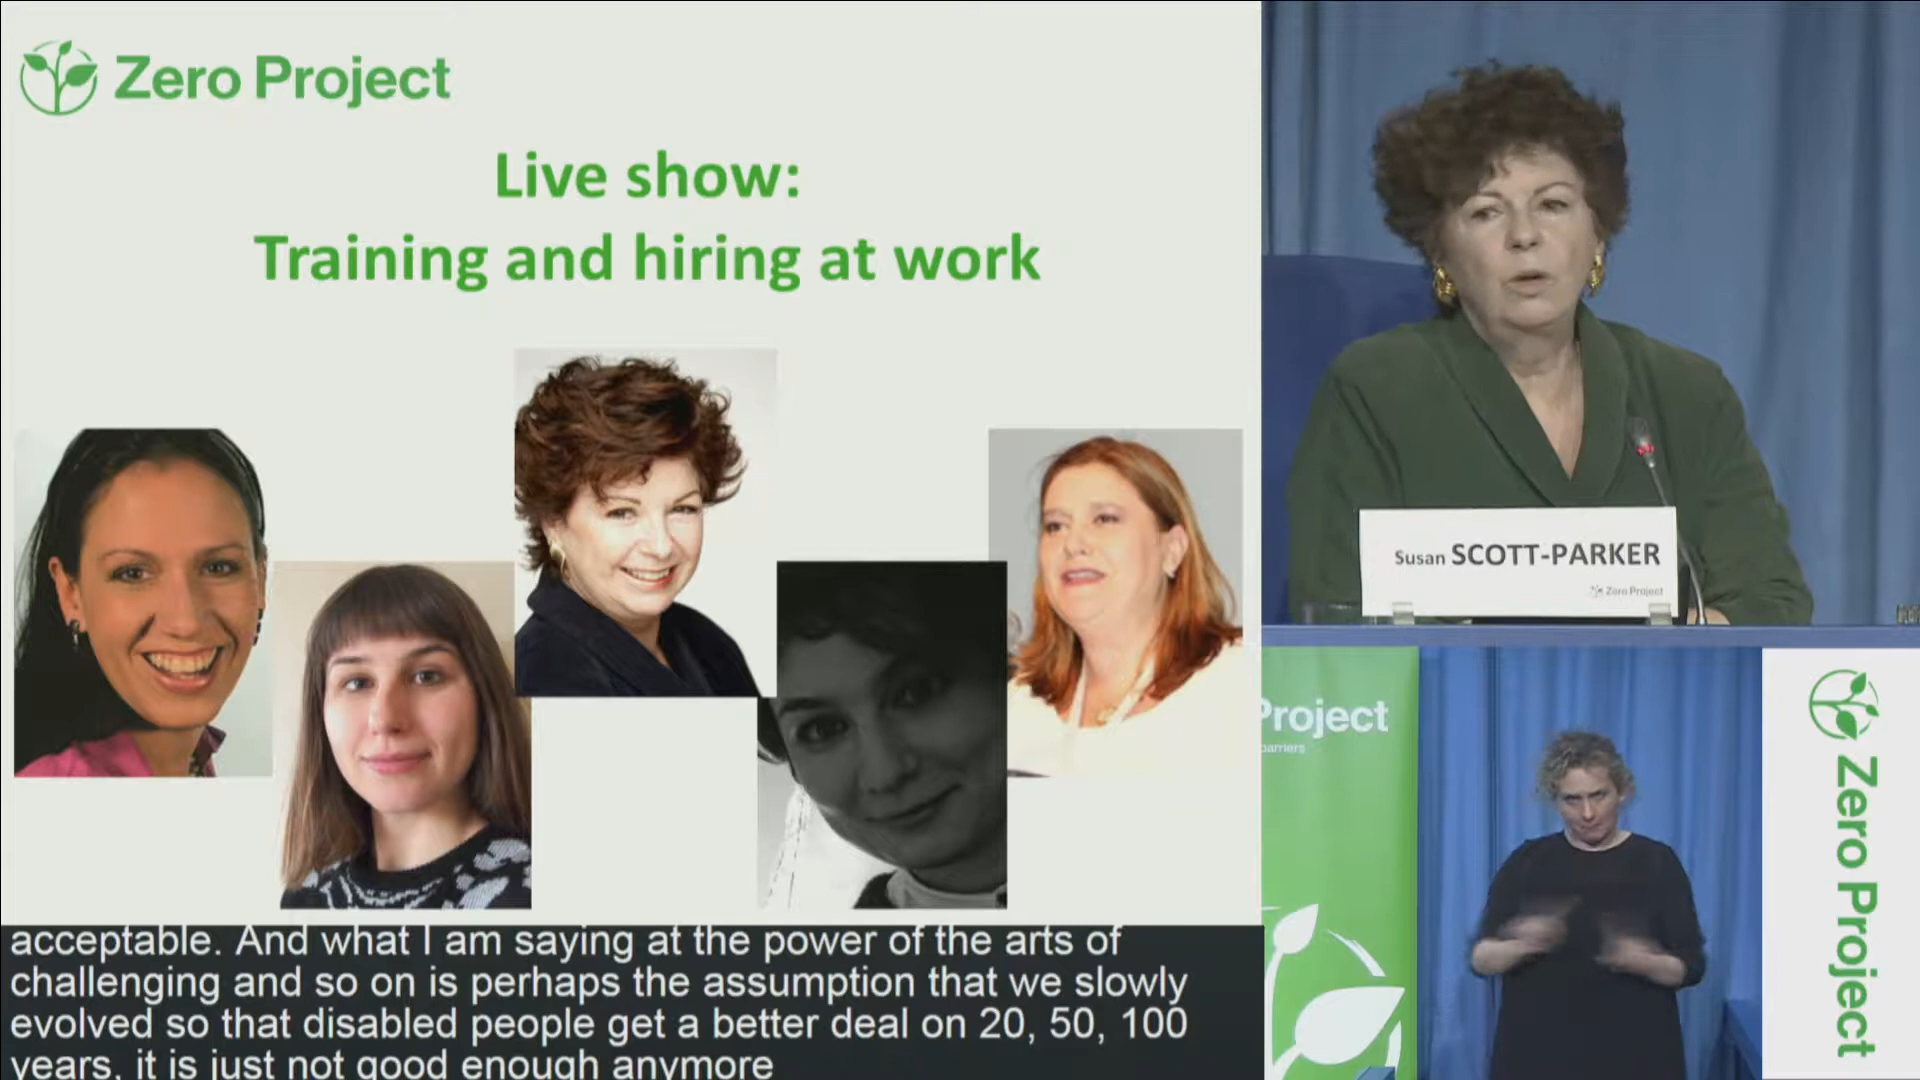 Zero Project
Live show:
Training and hiring at work
acceptable. And what I am saying at the power of the arts of
challenging and so on is perhaps the assumption that we slowly
evolved so that disabled people get a better deal on 20, 50, 100
years, it is just not good enough anymore
Susan SCOTT-PARKER
Zero Project
Project
barriers
Zero Project